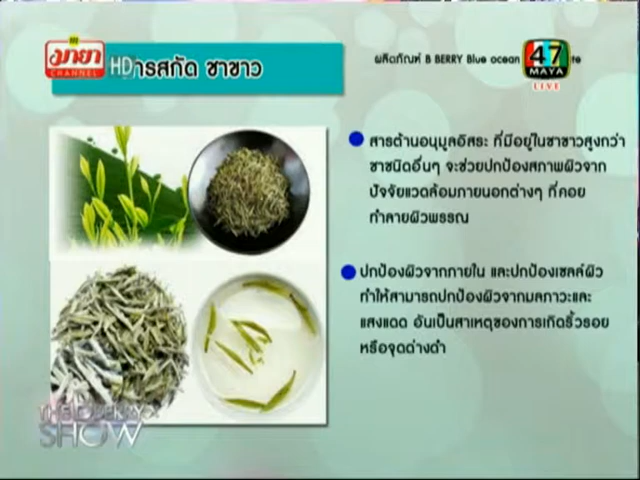 มายา
CHANNEL
HD
ารสกัด ชาขาว
ผลิตภัณฑ์ B BERRY Blue ocean
47
MAYA
LIVE
สารต้านอนุมูลอิสระ ที่มีอยู่ในชาขาวสูงกว่า
ชาชนิดอื่นๆ จะช่วยปกป้องสภาพผิวจาก
ปัจจัยแวดล้อมภายนอกต่างๆ ที่คอย
ทำลายผิวพรรณ
ปกป้องผิวจากภายใน และปกป้องเซลล์ผิว
ทำให้สามารถปกป้องผิวจากมลภาวะและ
แสงแดด อันเป็นสาเหตุของการเกิดริ้วรอย
หรือจุดด่างดำ
THE
SHOW